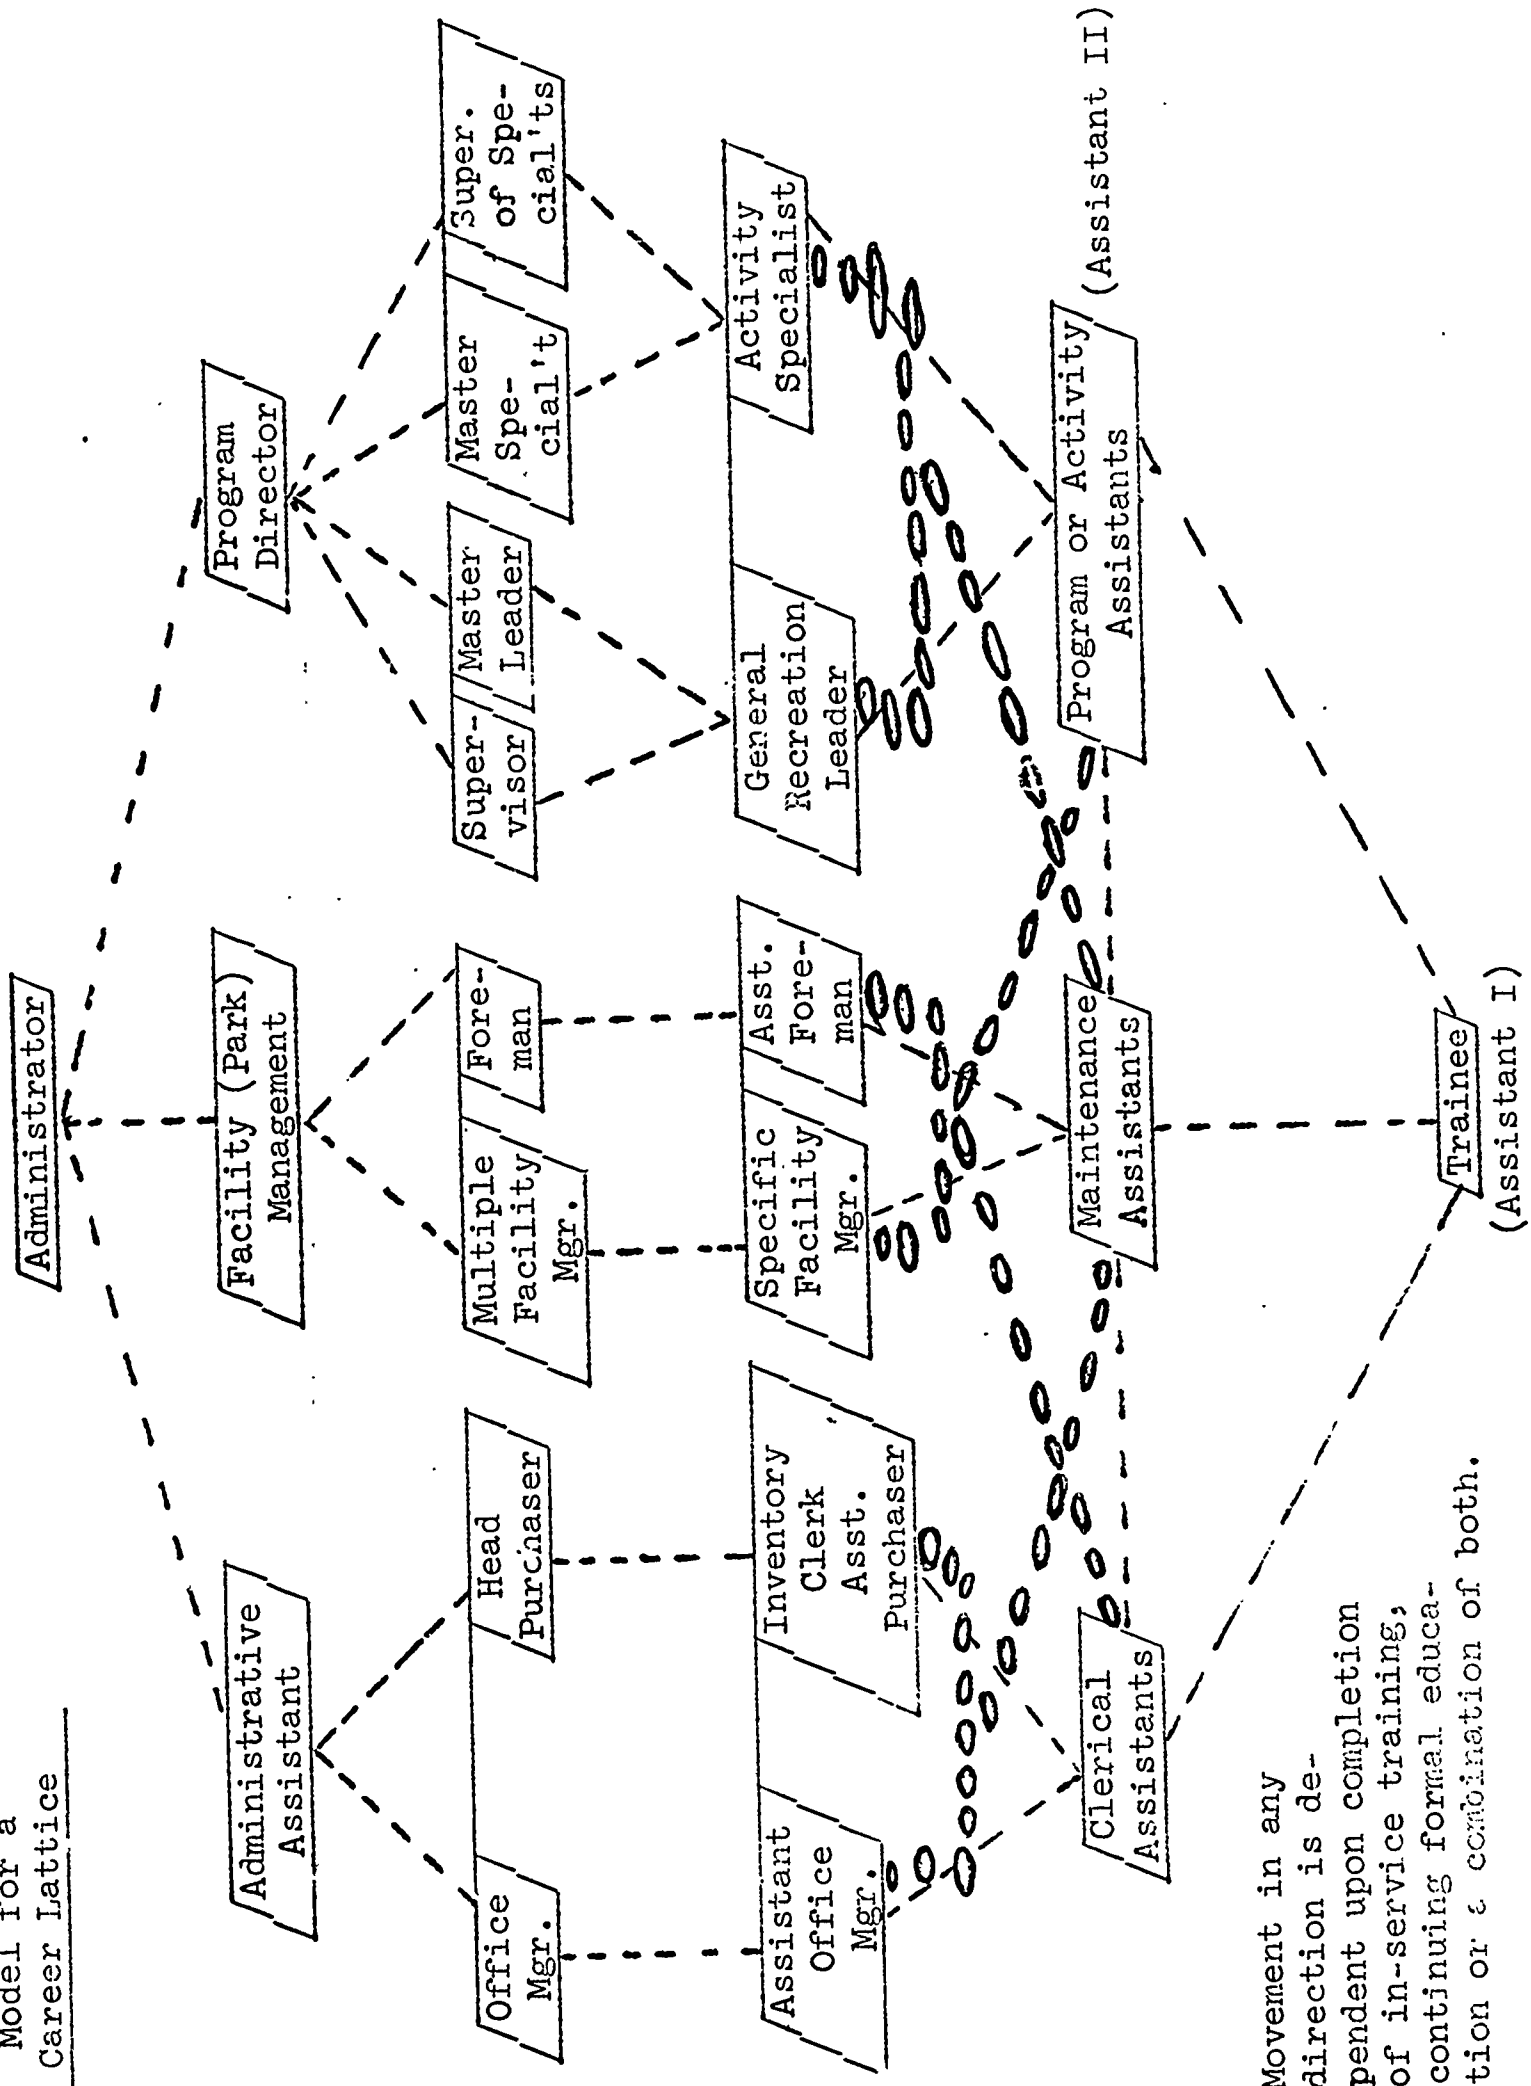 Model for a
Career Lattice
Administrator
Administrative
Assistant
Facility (Park)
Management
Program
Director
Office
Mgr.
Head
Purchaser
Multiple
Facility
Mgr.
Fore-
man
Super-
visor
Master
Leader
Master
Spe-
cial't
Super.
of Spe-
cial'ts
Assistant
Office
Mgr.
Inventory
Clerk
Asst.
Purchaser
Specific
Facility
Mgr.
Asst.
Fore-
man
General
Recreation
Leader
Activity
Specialist
Clerical
Assistants
Maintenance
Assistants
Program or Activity
Assistants
(Assistant II)
Trainee
(Assistant I)
Movement in any
direction is de-
pendent upon completion
of in-service training,
continuing formal educa-
tion or a combination of both.